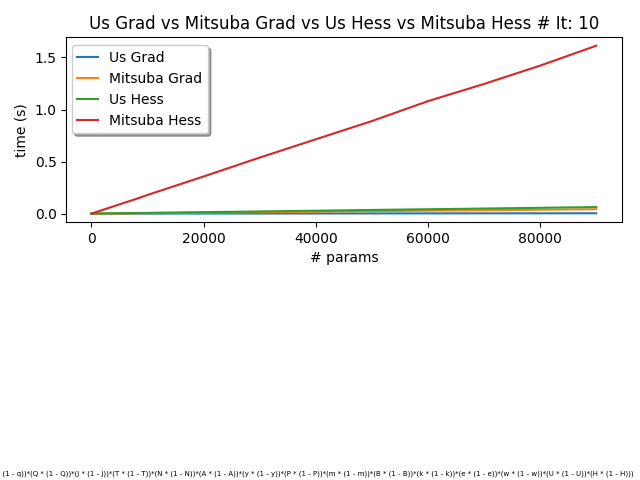 Us Grad vs Mitsuba Grad vs Us Hess vs Mitsuba Hess # It: 10
Us Grad
Mitsuba Grad
Us Hess
Mitsuba Hess
time (s)
1.5
1.0
0.5
0.0
0 20000 40000 60000 80000
# params
(1 - q))*(Q * (1 - Q))*(J * (1 - J))*(T * (1 - T))*(N * (1 - N))*(A * (1 - A))*(y * (1 - y))*(P * (1 - P))*(m * (1 - m))*(B * (1 - B))*(k * (1 - k))*(e * (1 - e))*(w * (1 - w))*(U * (1 - U))*(H * (1 - H)))